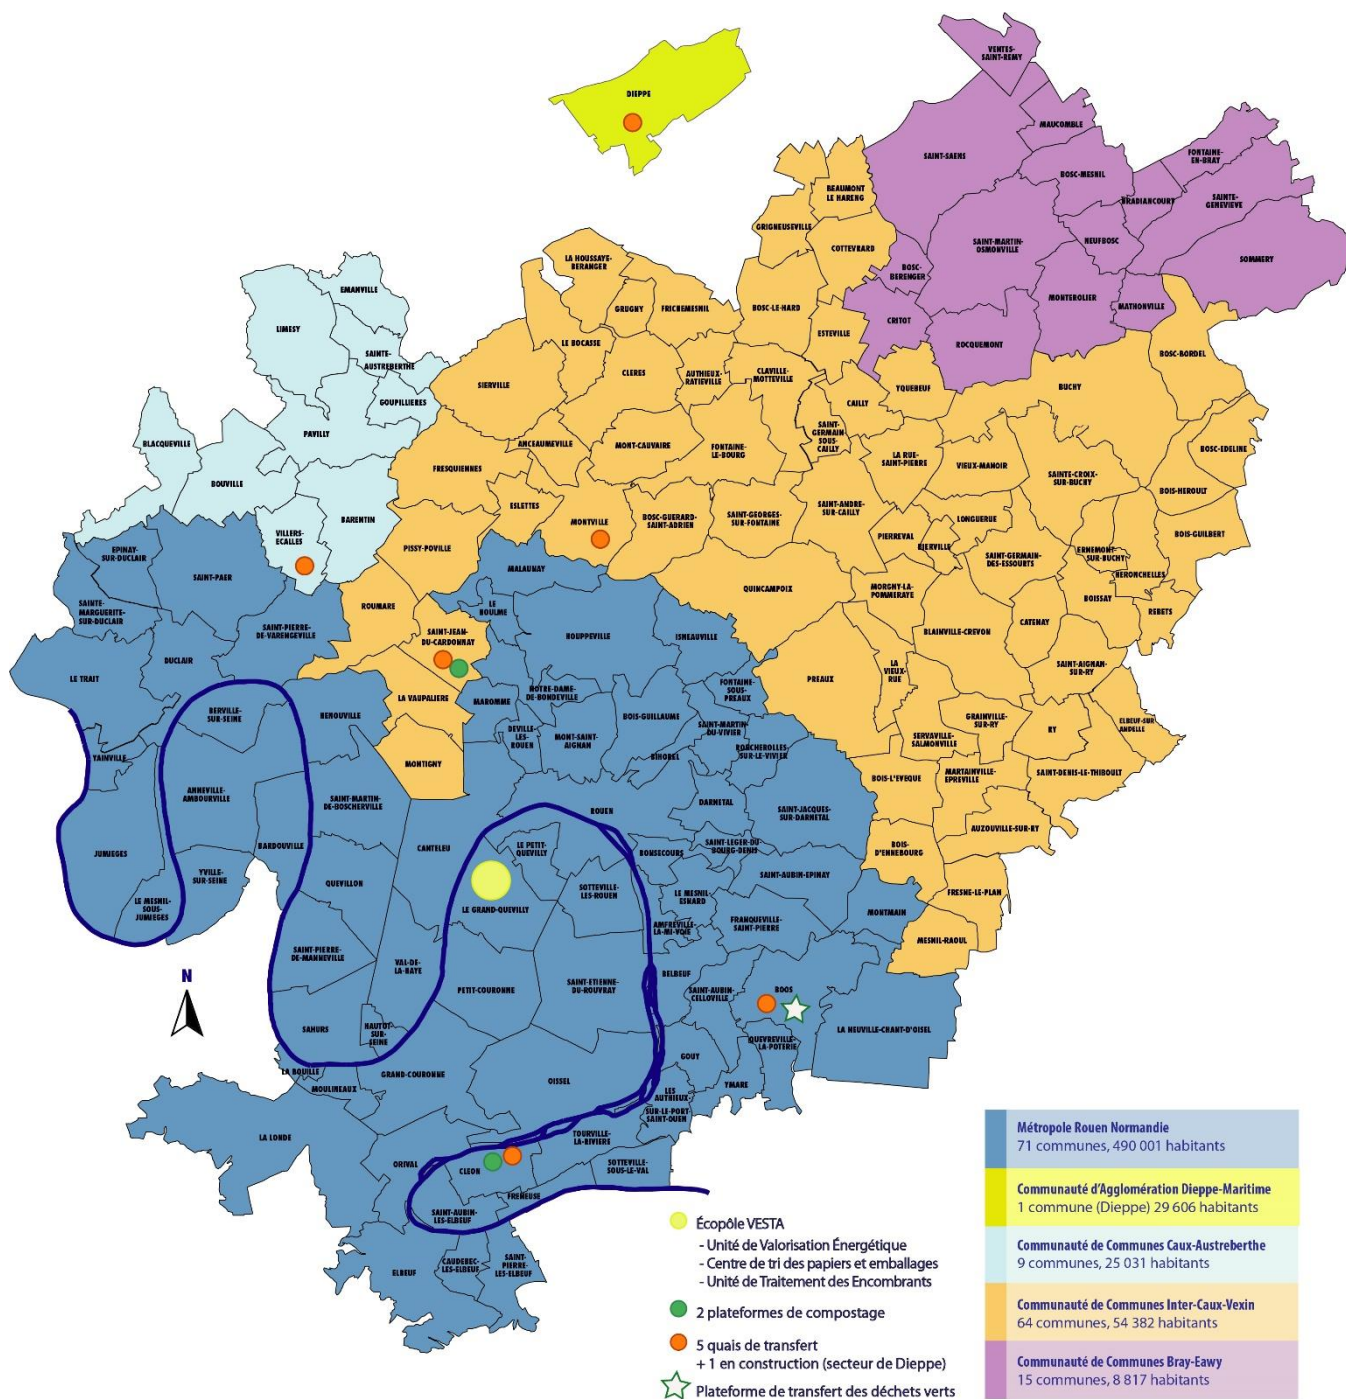 VENTES-
SAINT-REMY
DIEPPE
MAUCOMBLE
SAINT-SAENS
FONTAINE-
EN-BRAY
BOSC-MESNIL
BEAUMONT
LE HARENG
BRADIANCOURT
SAINTE-
GENEVIEVE
GRIGNEUSEVILLE
COTTEVRARD
SAINT-MARTIN-
OSMONVILLE
NEUFBOSC
SOMMERY
LA HOUSSAYE-
BERANGER
BOSC-
BERENGER
EMANVILLE
MONTEROLIER
MATHONVILLE
GRUGNY
FRICHEMESNIL
BOSC-LE-HARD
CRITOT
LIMESY
ESTEVILLE
ROCQUEMONT
LE BOCASSE
BOSC-BORDEL
SAINTE-
AUSTREBERTHE
SIERVILLE
CLERES
AUTHIEUX-
RATIEVILLE
CLAVILLE-
MOTTEVILLE
YQUEBEUF
BUCHY
GOUPILLIERES
CAILLY
PAVILLY
BLACQUEVILLE
ANCEAUMEVILLE
MONT-CAUVAIRE
FONTAINE-
LE-BOURG
SAINT-
GERMAIN-
SOUS-
CAILLY
BOSC-EDELINE
LA RUE-
SAINT-PIERRE
VIEUX-MANOIR
FRESQUIENNES
SAINTE-CROIX-
SUR-BUCHY
BOUVILLE
BOIS-HEROULT
ESLETTES
BARENTIN
MONTVILLE
BOSC-GUERARD-
SAINT-ADRIEN
SAINT-GEORGES-
SUR-FONTAINE
SAINT-ANDRE-
SUR-CAILLY
LONGUERUE
BOIS-GUILBERT
VILLERS-
ECALLES
PIERREVAL
PISSY-POVILLE
EPINAY-
SUR-DUCLAIR
BIERVILLE
SAINT-GERMAIN-
DES-ESSOURTS
ERNEMONT-
SUR-BUCHY
MALAUNAY
SAINT-PAER
HERONCHELLES
QUINCAMPOIX
MORGNY-LA-
POMMERAYE
BOISSAY
REBETS
SAINTE-
MARGUERITE-
SUR-DUCLAIR
ROUMARE
LE
HOULME
CATENAY
SAINT-PIERRE-
DE-VARENGEVILLE
SAINT-JEAN-
DU-CARDONNAY
HOUPPEVILLE
ISNEAUVILLE
BLAINVILLE-CREVON
DUCLAIR
LA
VIEUX-
RUE
SAINT-AIGNAN-
SUR-RY
LE TRAIT
PREAUX
LA VAUPALIERE
MAROMME
NOTRE-DAME-
DE-BONDEVILLE
FONTAINE-
SOUS-
PREAUX
BERVILLE-
SUR-SEINE
HENOUVILLE
BOIS-GUILLAUME
SAINT-MARTIN-
DU-VIVIER
GRAINVILLE-
SUR-RY
ELBEUF-SUR
ANDELLE
DEVILLE-
LES-
ROUEN
MONT-SAINT-
AIGNAN
SERVAVILLE-
SALMONVILLE
RY
YAINVILLE
MONTIGNY
BIHOREL
RONCHEROLLES-
SUR-LE-VIVIER
BOIS-L'EVEQUE
MARTAINVILLE-
EPREVILLE
SAINT-DENIS-LE-THIBOULT
ANNEVILLE-
AMBOURVILLE
SAINT-MARTIN-
DE-BOSCHERVILLE
DARNETAL
SAINT-JACQUES-
SUR-DARNETAL
ROUEN
AUZOUVILLE-SUR-RY
JUMIEGES
BARDOUVILLE
CANTELEU
LE PETIT-
QUEVILLY
BONSECOURS
SAINT-LEGER-DU-
BOURG-DENIS
BOIS-
D'ENNEBOURG
YVILLE-
SUR-SEINE
QUEVILLON
SAINT-AUBIN-EPINAY
SOTTEVILLE-
LES-ROUEN
LE MESNIL-
ESNARD
FRESNE-LE-PLAN
LE MESNIL-
SOUS-
JUMIEGES
LE GRAND-QUEVILLY
MONTMAIN
AMFREVILLE-
LA-MI-VOIE
FRANQUEVILLE-
SAINT-PIERRE
MESNIL-RAOUL
SAINT-PIERRE-
DE-MANNEVILLE
VAL-DE-
LA-HAYE
N
BELBEUF
PETIT-COURONNE
SAINT-ETIENNE-
DU-ROUVRAY
SAINT-AUBIN-
CELLOVILLE
BOOS
SAHURS
HAUTOT-
SUR-
SEINE
LA NEUVILLE-CHANT-D'OISEL
QUEVREVILLE-
LA-POTERIE
GOUY
LA BOUILLE
MOULINEAUX
GRAND-COURONNE
OISSEL
YMARE
LES
AUTHIEUX-
SUR-LE-PORT-
SAINT-OUEN
LA LONDE
TOURVILLE-
LA-RIVIERE
ORIVAL
CLEON
SOTTEVILLE-
SOUS-LE-VAL
FRENEUSE
SAINT-AUBIN-
LES-ELBEUF
ELBEUF
CAUDEBEC-
LES-ELBEUF
SAINT-
PIERRE-
LES-ELBEUF
Écopôle VESTA
- Unité de Valorisation Énergétique
- Centre de tri des papiers et emballages
- Unité de Traitement des Encombrants
2 plateformes de compostage
5 quais de transfert
+ 1 en construction (secteur de Dieppe)
Plateforme de transfert des déchets verts
Métropole Rouen Normandie
71 communes, 490 001 habitants
Communauté d'Agglomération Dieppe-Maritime
1 commune (Dieppe) 29 606 habitants
Communauté de Communes Caux-Austreberthe
9 communes, 25 031 habitants
Communauté de Communes Inter-Caux-Vexin
64 communes, 54 382 habitants
Communauté de Communes Bray-Eawy
15 communes, 8 817 habitants